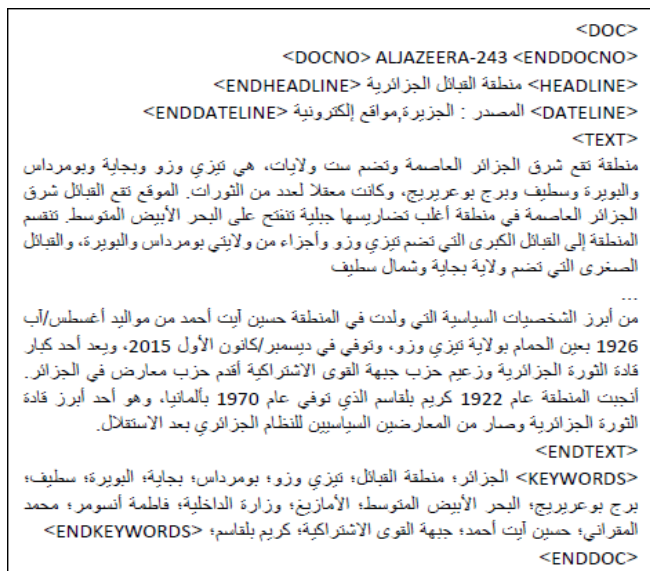 <DOC>
<DOCNO> ALJAZEERA-243 <ENDDOCNO>
<HEADLINE> منطقة القبائل الجزائرية <ENDHEADLINE>
<DATELINE> المصدر : الجزيرة,مواقع إلكترونية <ENDDATELINE>
<TEXT>
منطقة تقع شرق الجزائر العاصمة وتضم ست ولايات، هي تيزي وزو وبجاية وبومرداس
والبويرة وسطيف وبرج بوعريريج، وكانت معقلا لعدد من الثورات. الموقع تقع القبائل شرق
الجزائر العاصمة في منطقة أغلب تضاريسها جبلية تنفتح على البحر الأبيض المتوسط. تنقسم
المنطقة إلى القبائل الكبرى التي تضم تيزي وزو وأجزاء من ولايتي بومرداس والبويرة، والقبائل
الصغرى التي تضم ولاية بجاية وشمال سطيف
...
من أبرز الشخصيات السياسية التي ولدت في المنطقة حسين آيت أحمد من مواليد أغسطس/آب
1926 بعين الحمام بولاية تيزي وزو، وتوفي في ديسمبر/كانون الأول 2015، ويعد أحد كبار
قادة الثورة الجزائرية وزعيم حزب جبهة القوى الاشتراكية أقدم حزب معارض في الجزائر.
أنجبت المنطقة عام 1922 كريم بلقاسم الذي توفي عام 1970 بألمانيا، وهو أحد أبرز قادة
الثورة الجزائرية وصار من المعارضين السياسيين للنظام الجزائري بعد الاستقلال.
<ENDTEXT>
<KEYWORDS> الجزائر؛ منطقة القبائل؛ تيزي وزو؛ بومرداس؛ بجاية؛ البويرة؛ سطيف؛
برج بوعريريج؛ البحر الأبيض المتوسط؛ الأمازيغ؛ وزارة الداخلية؛ فاطمة أنسومر؛ محمد
المقراني؛ حسين آيت أحمد؛ جبهة القوى الاشتراكية؛ كريم بلقاسم؛ <ENDKEYWORDS>
<ENDDOC>